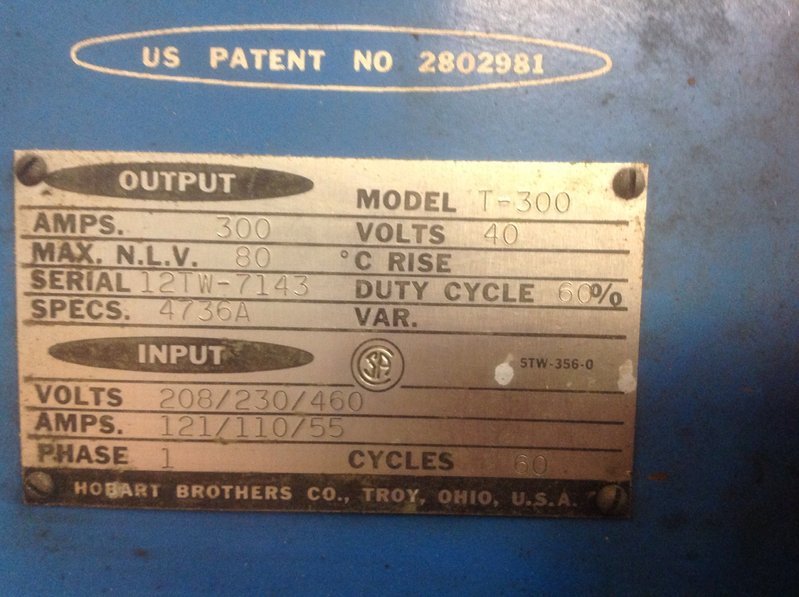 US PATENT NO 2802981
OUTPUT
MODEL T-300
AMPS. 300
VOLTS 40
MAX. N.L.V. 80
°C RISE
SERIAL 12TW-7143
DUTY CYCLE 60%
SPECS. 4736A
VAR.
INPUT
CSA
STW-356-0
VOLTS 208/230/460
AMPS. 121/110/55
PHASE 1
CYCLES 60
HOBART BROTHERS CO., TROY, OHIO, U.S.A.